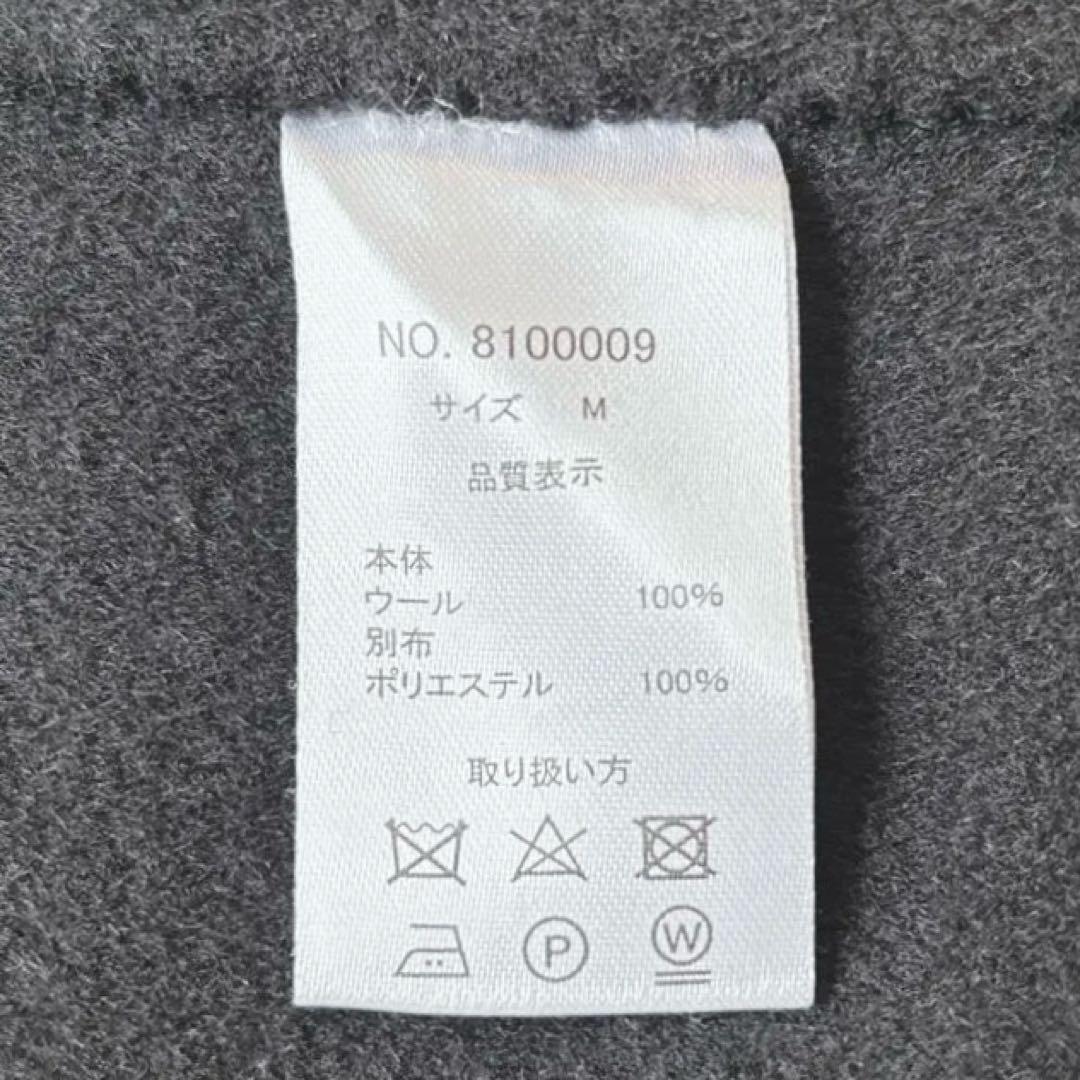 NO. 8100009
サイズ M
品質表示
本体
ウール 100%
別布
ポリエステル 100%
取り扱い方
P W